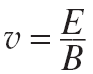 v = E/B